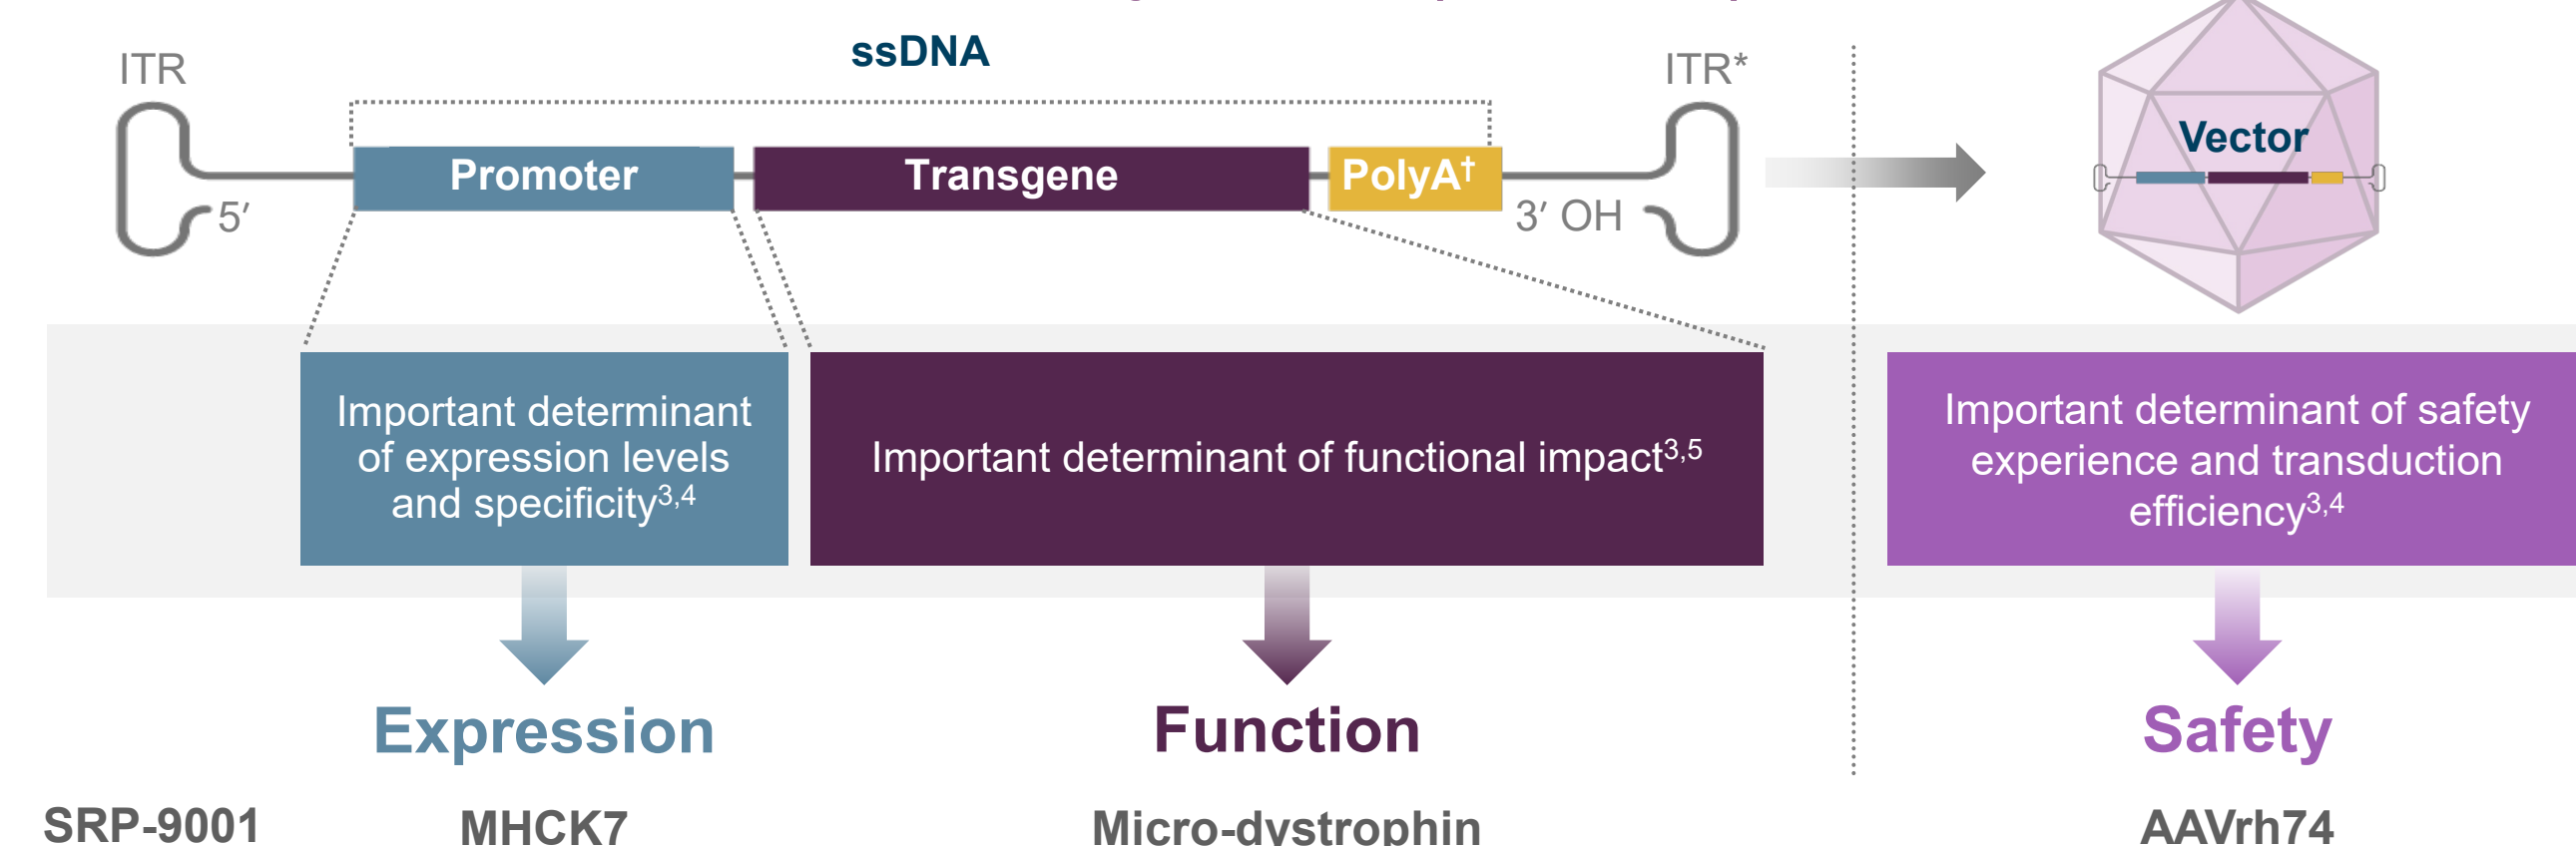 ssDNA
ITR
ITR*
Promoter
Transgene
PolyA†
5′
3′ OH
Vector
Important determinant
of expression levels
and specificity3,4
Important determinant of functional impact3,5
Important determinant of safety
experience and transduction
efficiency3,4
Expression
Function
Safety
SRP-9001
MHCK7
Micro-dystrophin
AAVrh74